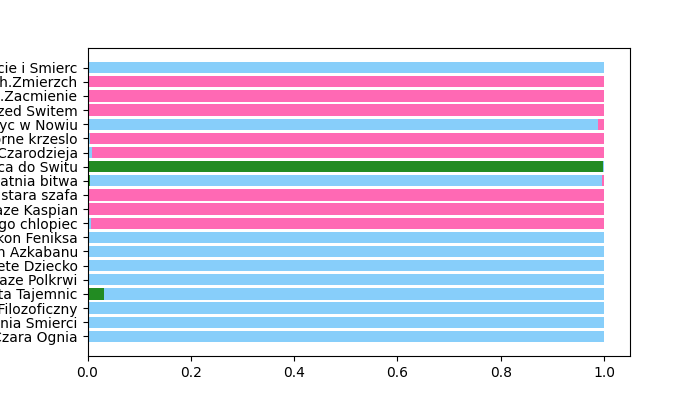 cie i Smierc
h.Zmierzch
.Zacmienie
zed Switem
yc w Nowiu
rne krzeslo
Czarodzieja
ca do Switu
atnia bitwa
stara szafa
aze Kaspian
go chlopiec
kon Feniksa
n Azkabanu
ete Dziecko
aze Polkrwi
ta Tajemnic
Filozoficzny
nia Smierci
Czara Ognia
0.0 0.2 0.4 0.6 0.8 1.0